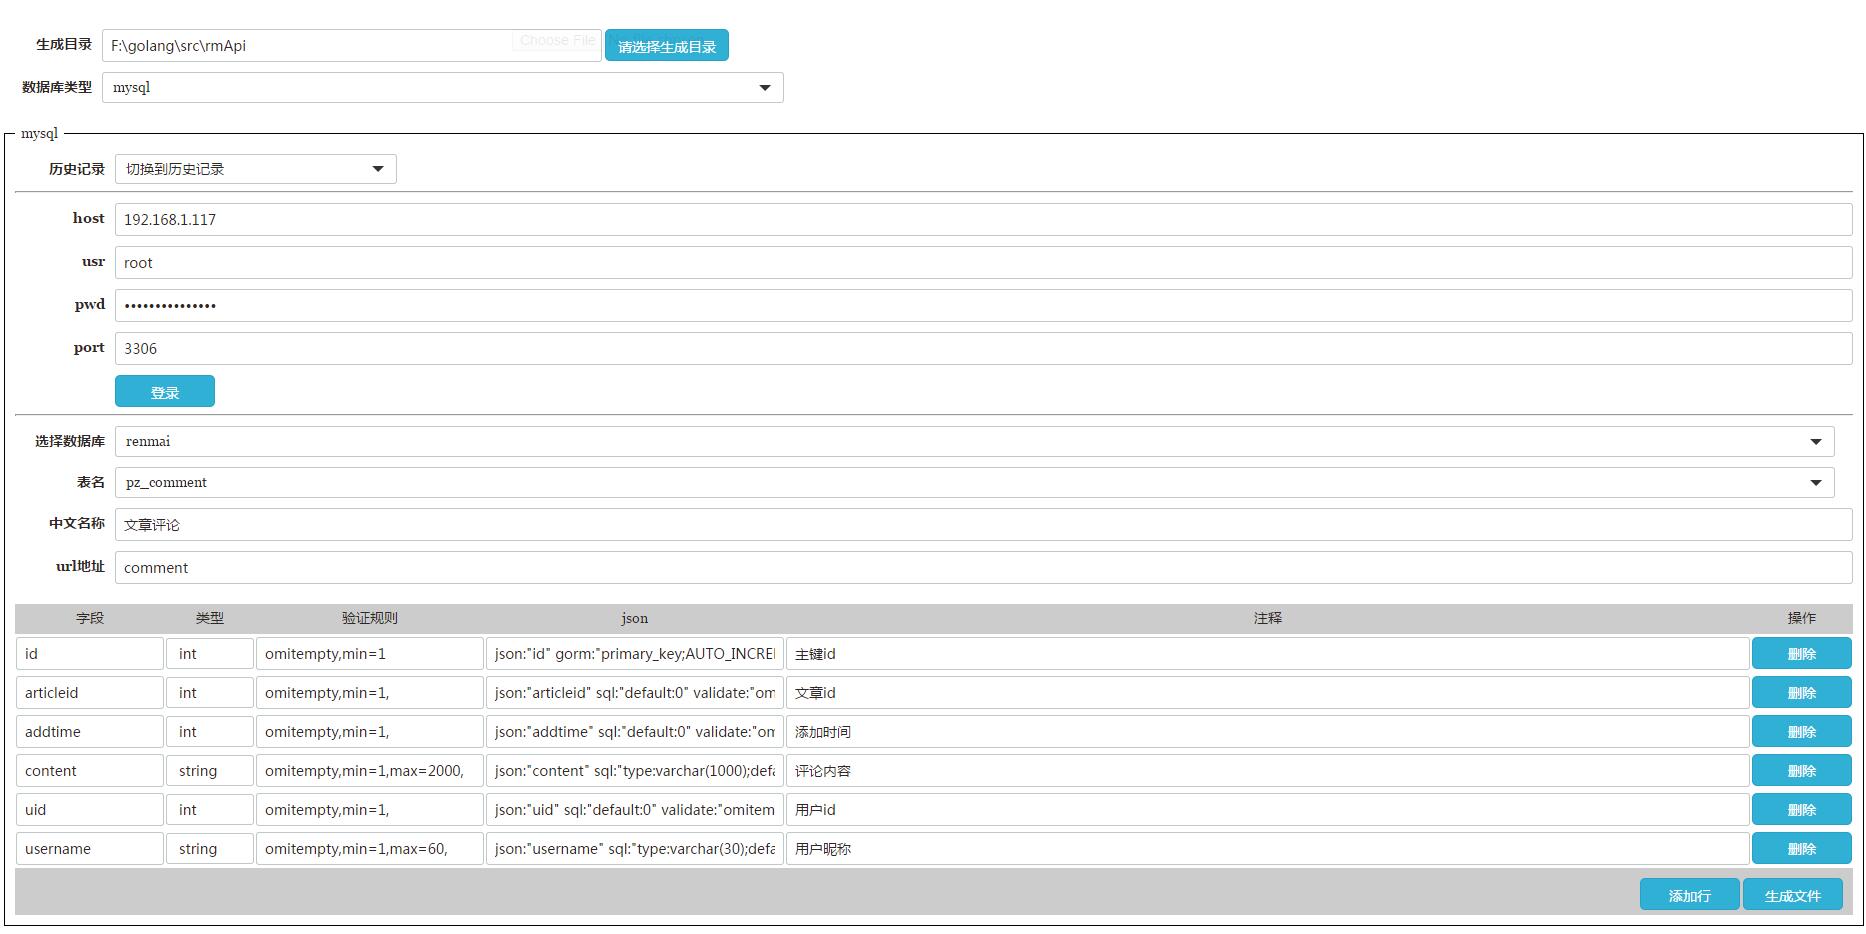 生成目录 F:\golang\src\rmApi Choose File 请选择生成目录
数据库类型 mysql
mysql
历史记录 切换到历史记录
host 192.168.1.117
usr root
pwd •••••••••••••••
port 3306
登录
选择数据库 renmai
表名 pz_comment
中文名称 文章评论
url地址 comment
字段 类型 验证规则 json 注释 操作
id int omitempty,min=1 json:"id" gorm:"primary_key;AUTO_INCRE 主键id 删除
articleid int omitempty,min=1, json:"articleid" sql:"default:0" validate:"om 文章id 删除
addtime int omitempty,min=1, json:"addtime" sql:"default:0" validate:"om 添加时间 删除
content string omitempty,min=1,max=2000, json:"content" sql:"type:varchar(1000);defa 评论内容 删除
uid int omitempty,min=1, json:"uid" sql:"default:0" validate:"omitem 用户id 删除
username string omitempty,min=1,max=60, json:"username" sql:"type:varchar(30);defa 用户昵称 删除
添加行 生成文件